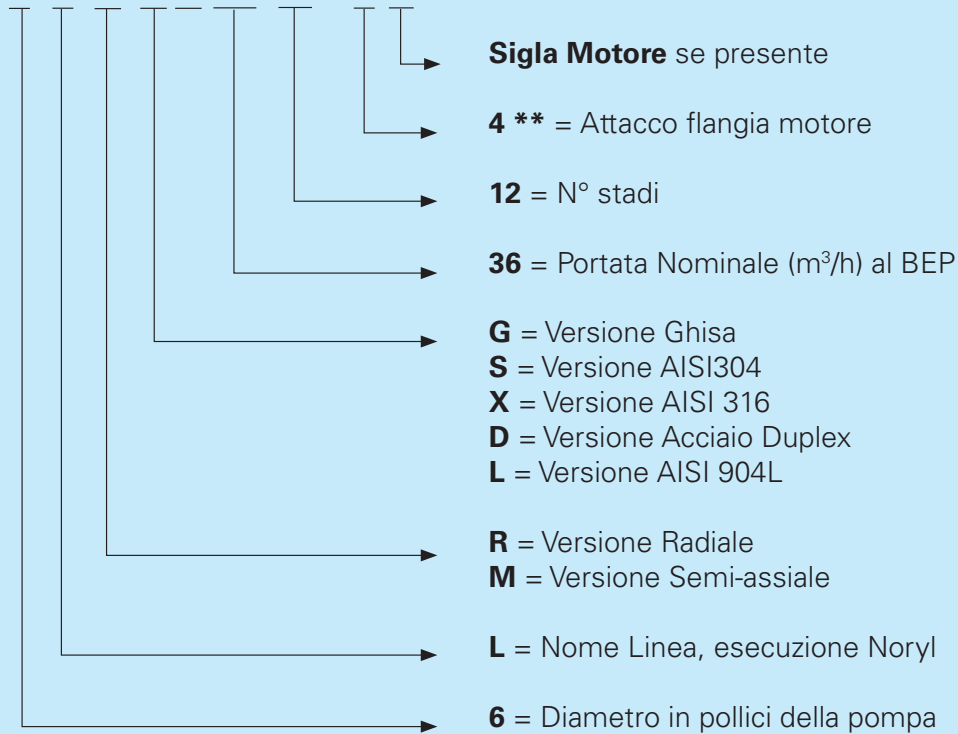 Sigla Motore se presente
4 ** = Attacco flangia motore
12 = N° stadi
36 = Portata Nominale (m³/h) al BEP
G = Versione Ghisa
S = Versione AISI304
X = Versione AISI 316
D = Versione Acciaio Duplex
L = Versione AISI 904L
R = Versione Radiale
M = Versione Semi-assiale
L = Nome Linea, esecuzione Noryl
6 = Diametro in pollici della pompa